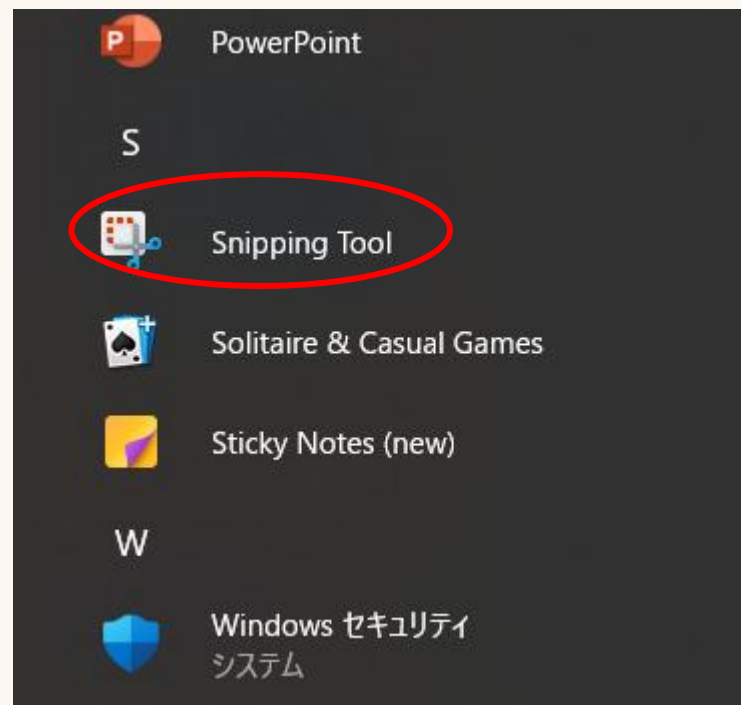 PowerPoint
S
Snipping Tool
Solitaire & Casual Games
Sticky Notes (new)
W
Windows セキュリティ
システム